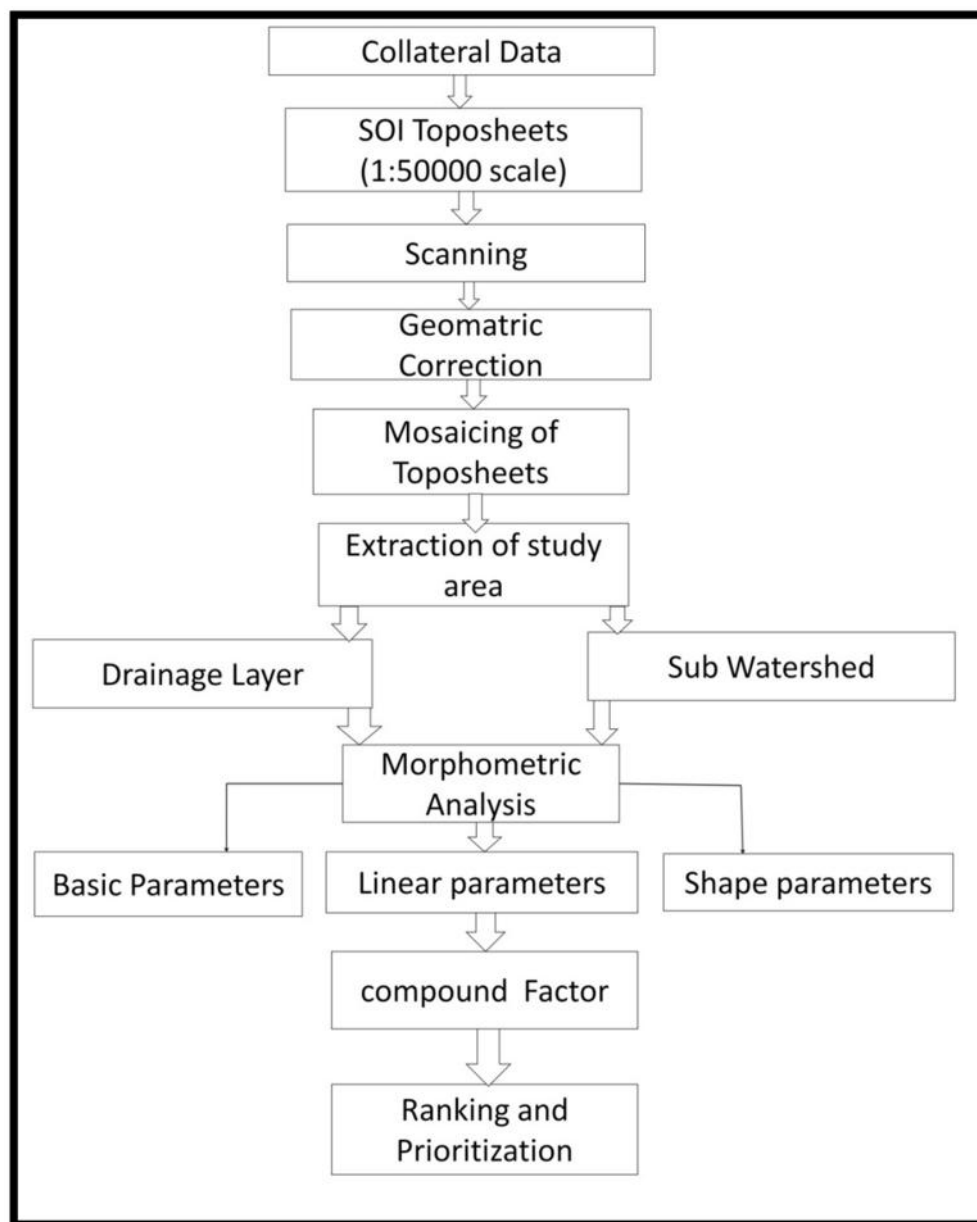 Collateral Data
SOI Toposheets
(1:50000 scale)
Scanning
Geomatric
Correction
Mosaicing of
Toposheets
Extraction of study
area
Drainage Layer
Sub Watershed
Morphometric
Analysis
Basic Parameters
Linear parameters
Shape parameters
compound  Factor
Ranking and
Prioritization